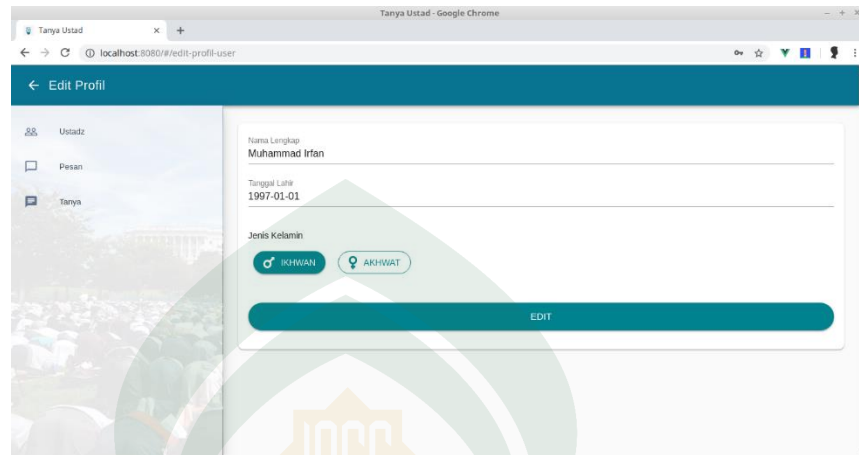 Tanya Ustad - Google Chrome
Tanya Ustad
localhost:8080/#/edit-profil-user
Edit Profil
Ustadz
Pesan
Tanya
Nama Lengkap
Muhammad Irfan
Tanggal Lahir
1997-01-01
Jenis Kelamin
IKHWAN AKHWAT
EDIT